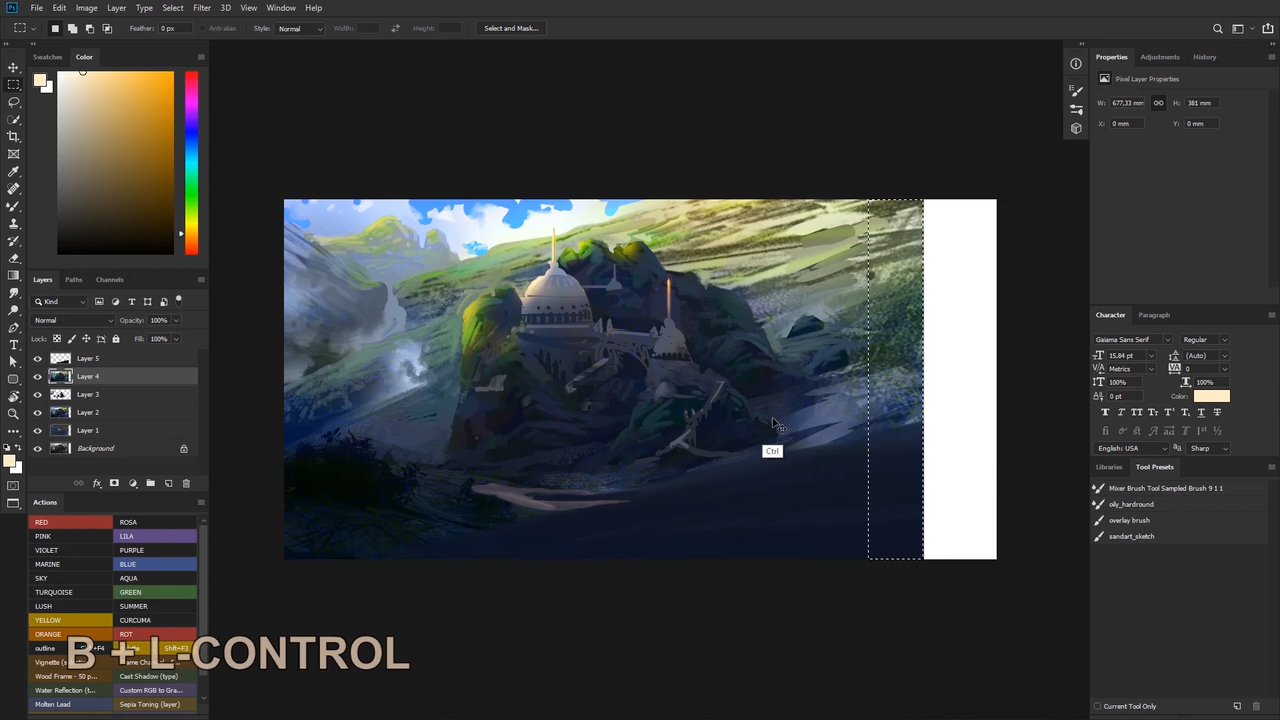 Ps File Edit Image Layer Type Select Filter 3D View Window Help
Feather: 0 px Anti-alias Style: Normal Width: Height: Select and Mask...
Swatches Color
Properties Adjustments History
Pixel Layer Properties
W: 677,33 mm H: 381 mm
X: 0 mm Y: 0 mm
Layers Paths Channels
Kind
Normal Opacity: 100%
Lock: Fill: 100%
Layer 5
Layer 4
Layer 3
Layer 2
Layer 1
Background
Ctrl
Character Paragraph
Gaiama Sans Serif Regular
15,84 pt (Auto)
Metrics 0
100% 100%
0 pt Color:
English: USA Sharp
Libraries Tool Presets
Mixer Brush Tool Sampled Brush 9 1 1
oily_hardround
overlay brush
sandart_sketch
Current Tool Only
Actions
RED ROSA
PINK LILA
VIOLET PURPLE
MARINE BLUE
SKY AQUA
TURQUOISE GREEN
LUSH SUMMER
YELLOW CURCUMA
ORANGE ROT
outline Shift+F3
B + L-CONTROL
Wood Frame - 50 p... Cast Shadow (type)
Water Reflection (t... Custom RGB to Gra...
Molten Lead Sepia Toning (layer)